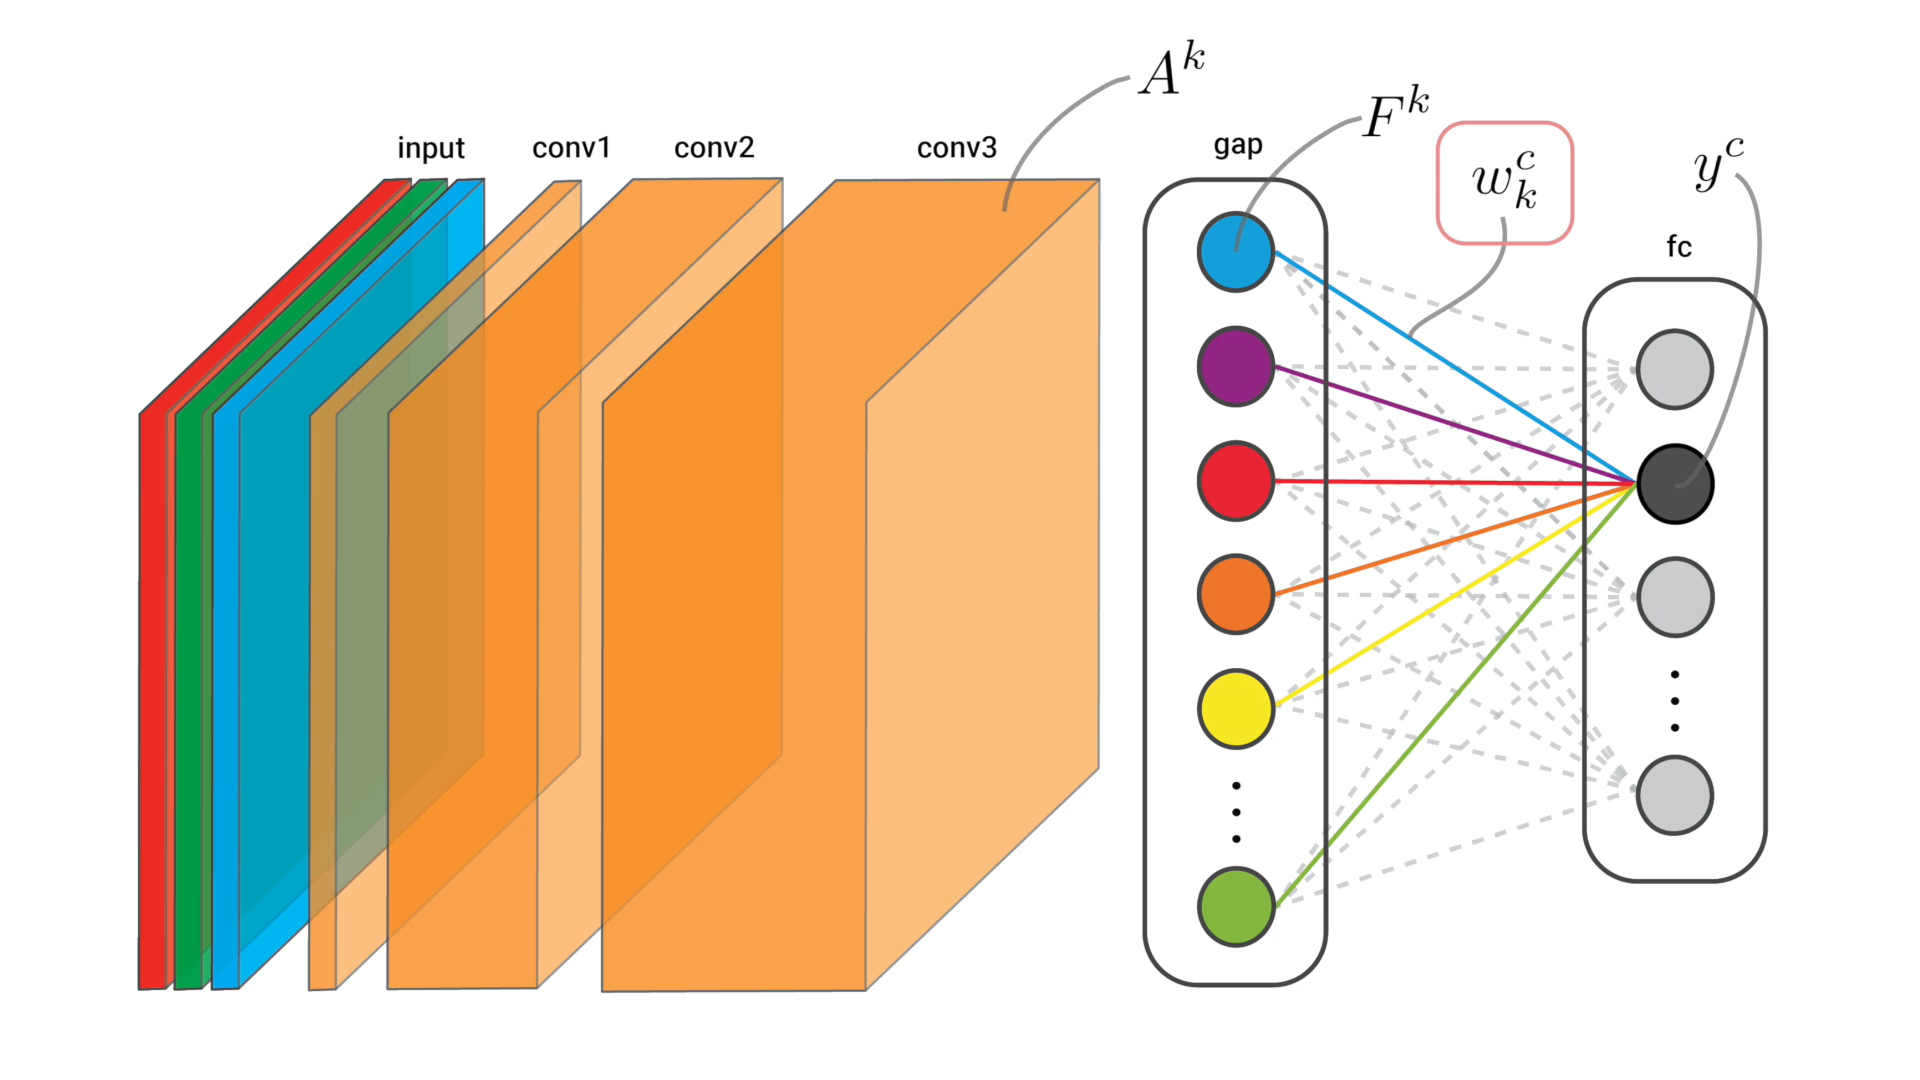 input
conv1
conv2
conv3
A^k
gap
F^k
w_k^c
y^c
fc